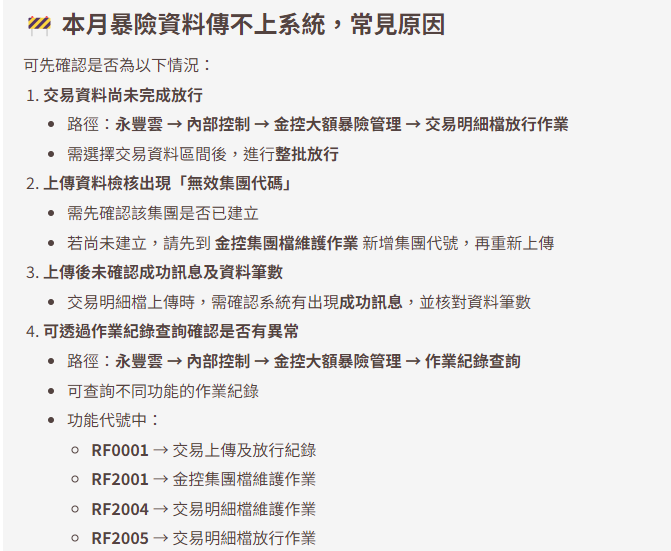 🚧 本月暴險資料傳不上系統，常見原因
可先確認是否為以下情況：
1. 交易資料尚未完成放行
• 路徑：永豐雲 → 內部控制 → 金控大額暴險管理 → 交易明細檔放行作業
• 需選擇交易資料區間後，進行整批放行
2. 上傳資料檢核出現「無效集團代碼」
• 需先確認該集團是否已建立
• 若尚未建立，請先到 金控集團檔維護作業 新增集團代號，再重新上傳
3. 上傳後未確認成功訊息及資料筆數
• 交易明細檔上傳時，需確認系統有出現成功訊息，並核對資料筆數
4. 可透過作業紀錄查詢確認是否有異常
• 路徑：永豐雲 → 內部控制 → 金控大額暴險管理 → 作業紀錄查詢
• 可查詢不同功能的作業紀錄
• 功能代號中：
○ RF0001 → 交易上傳及放行紀錄
○ RF2001 → 金控集團檔維護作業
○ RF2004 → 交易明細檔維護作業
○ RF2005 → 交易明細檔放行作業